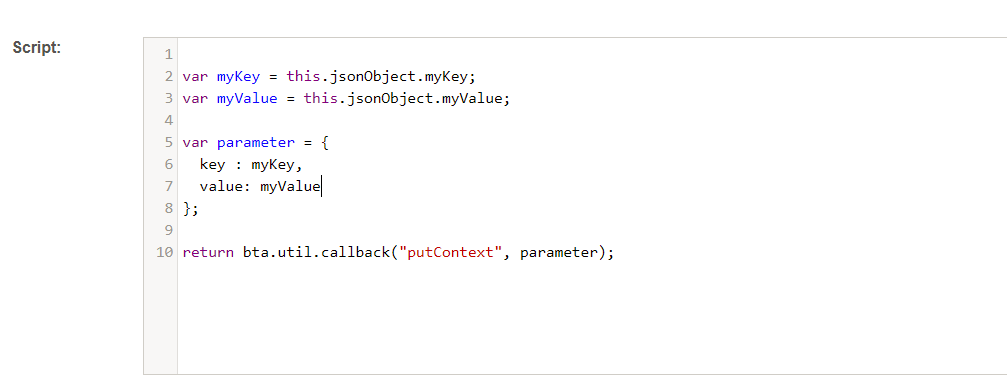 Script:
1
2 var myKey = this.jsonObject.myKey;
3 var myValue = this.jsonObject.myValue;
4
5 var parameter = {
6   key : myKey,
7   value: myValue
8 };
9
10 return bta.util.callback("putContext", parameter);